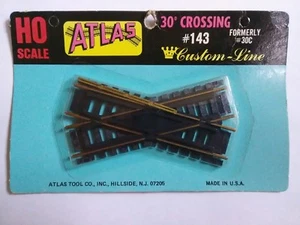 HO
SCALE
ATLAS
30° CROSSING
#143
FORMERLY
#30C
Custom-Line
ATLAS TOOL CO., INC., HILLSIDE, N.J. 07205
MADE IN U.S.A.